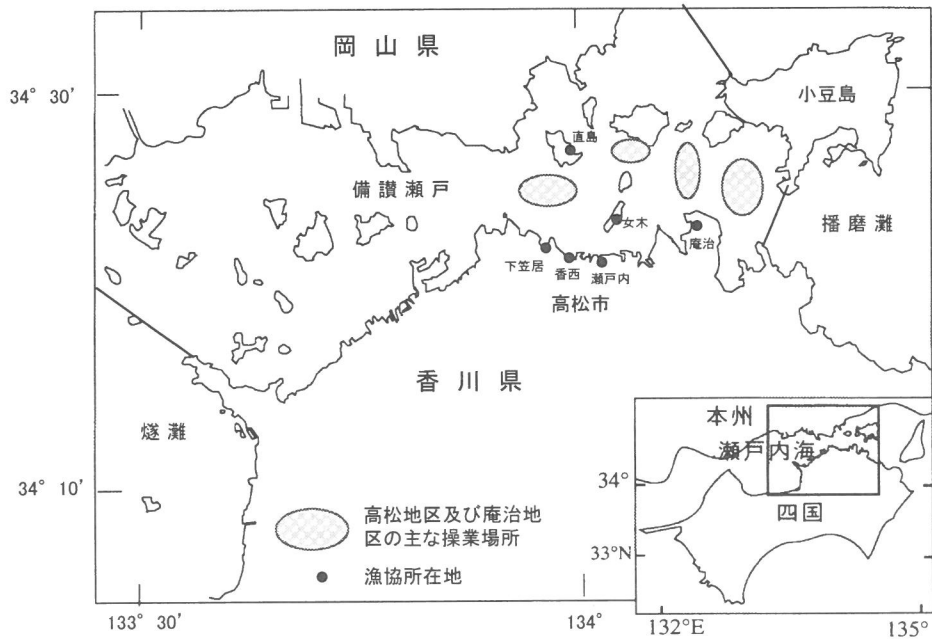 岡山県
34° 30'
小豆島
直島
備讃瀬戸
播磨灘
女木
庵治
下笠居
香西
瀬戸内
高松市
香川県
燧灘
本州
瀬戸内海
34°
四国
33°N
132°E
135°
34° 10'
高松地区及び庵治地
区の主な操業場所
漁協所在地
133° 30'
134°